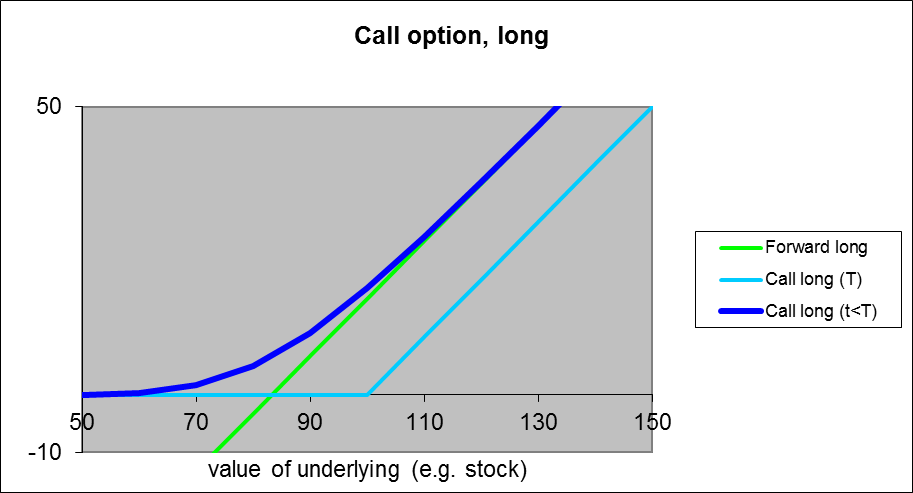 Call option, long
50
50 70 90 110 130 150
-10
value of underlying (e.g. stock)
Forward long
Call long (T)
Call long (t<T)